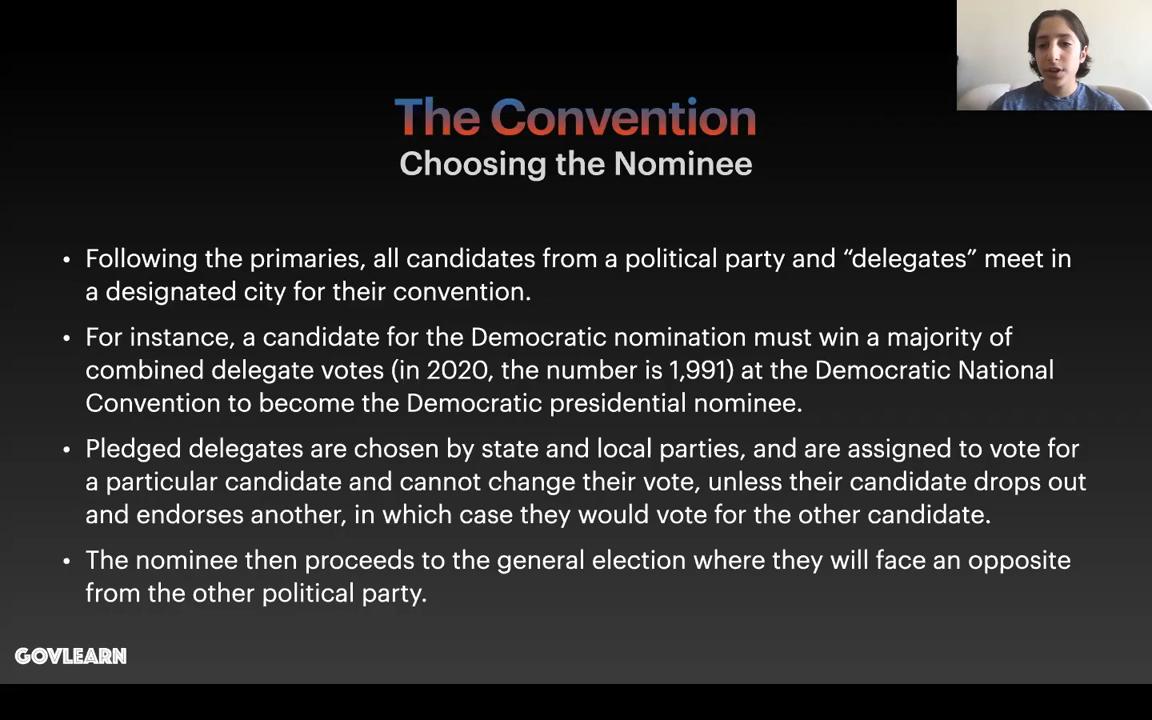 The Convention
Choosing the Nominee
• Following the primaries, all candidates from a political party and “delegates” meet in
a designated city for their convention.
• For instance, a candidate for the Democratic nomination must win a majority of
combined delegate votes (in 2020, the number is 1,991) at the Democratic National
Convention to become the Democratic presidential nominee.
• Pledged delegates are chosen by state and local parties, and are assigned to vote for
a particular candidate and cannot change their vote, unless their candidate drops out
and endorses another, in which case they would vote for the other candidate.
• The nominee then proceeds to the general election where they will face an opposite
from the other political party.
GOVLEARN